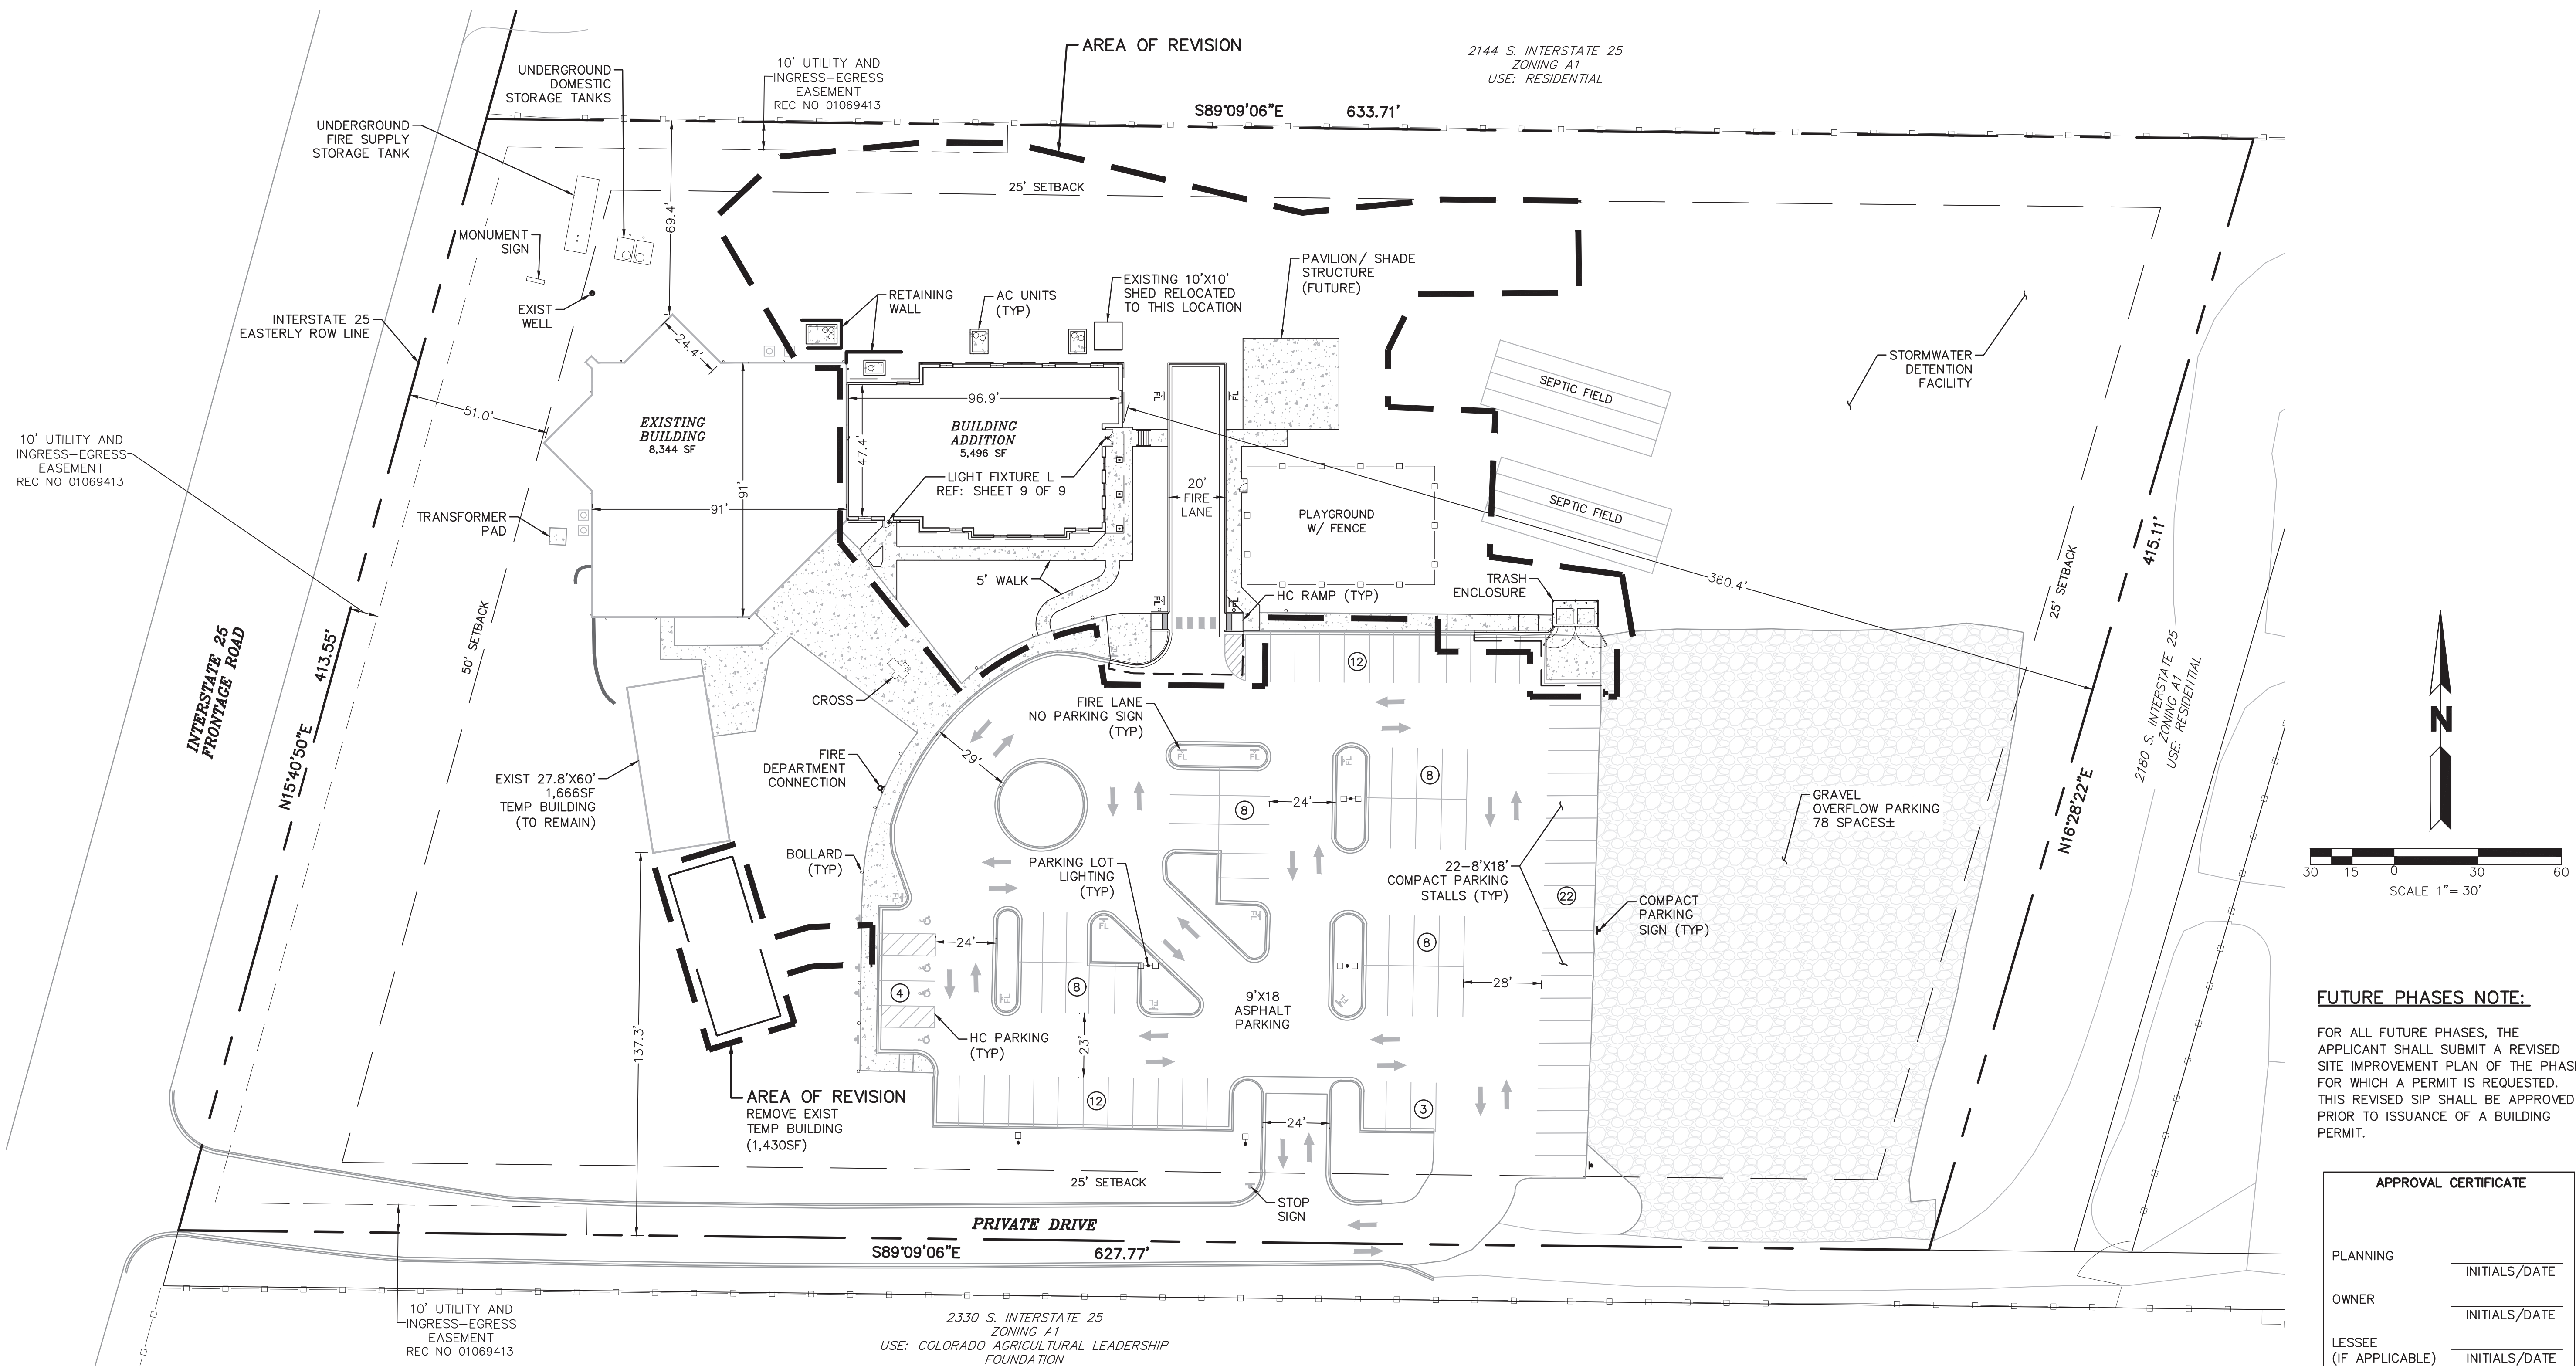 AREA OF REVISION
2144 S. INTERSTATE 25
ZONING A1
USE: RESIDENTIAL
10' UTILITY AND
INGRESS-EGRESS
EASEMENT
REC NO 01069413
UNDERGROUND
DOMESTIC
STORAGE TANKS
S89°09'06"E 633.71'
UNDERGROUND
FIRE SUPPLY
STORAGE TANK
25' SETBACK
69.4'
MONUMENT
SIGN
EXIST
WELL
INTERSTATE 25
EASTERLY ROW LINE
RETAINING
WALL
AC UNITS
(TYP)
EXISTING 10'X10'
SHED RELOCATED
TO THIS LOCATION
PAVILION/ SHADE
STRUCTURE
(FUTURE)
STORMWATER
DETENTION
FACILITY
24.4'
51.0'
EXISTING
BUILDING
8,344 SF
91'
91'
96.9'
47.4'
BUILDING
ADDITION
5,496 SF
LIGHT FIXTURE L
REF: SHEET 9 OF 9
FL
FL
20'
FIRE
LANE
SEPTIC FIELD
SEPTIC FIELD
10' UTILITY AND
INGRESS-EGRESS
EASEMENT
REC NO 01069413
TRANSFORMER
PAD
PLAYGROUND
W/ FENCE
360.4'
415.11'
25' SETBACK
5' WALK
FL
FL
HC RAMP (TYP)
TRASH
ENCLOSURE
INTERSTATE 25
FRONTAGE ROAD
N15°40'50"E
413.55'
50' SETBACK
CROSS
12
FIRE LANE
NO PARKING SIGN
(TYP)
2180 S. INTERSTATE 25
ZONING A1
USE: RESIDENTIAL
N16°28'22"E
N
EXIST 27.8'X60'
1,666SF
TEMP BUILDING
(TO REMAIN)
FIRE
DEPARTMENT
CONNECTION
29'
FL
FL
FL
8
24'
8
GRAVEL
OVERFLOW PARKING
78 SPACES±
BOLLARD
(TYP)
PARKING LOT
LIGHTING
(TYP)
22-8'X18'
COMPACT PARKING
STALLS (TYP)
22
COMPACT
PARKING
SIGN (TYP)
30 15 0 30 60
SCALE 1"= 30'
FL
24'
FL
FL
8
4
FL
8
FL
FL
28'
9'X18
ASPHALT
PARKING
HC PARKING
(TYP)
23'
137.3'
AREA OF REVISION
REMOVE EXIST
TEMP BUILDING
(1,430SF)
12
3
24'
25' SETBACK
STOP
SIGN
PRIVATE DRIVE
S89°09'06"E 627.77'
10' UTILITY AND
INGRESS-EGRESS
EASEMENT
REC NO 01069413
2330 S. INTERSTATE 25
ZONING A1
USE: COLORADO AGRICULTURAL LEADERSHIP
FOUNDATION
FUTURE PHASES NOTE:
FOR ALL FUTURE PHASES, THE
APPLICANT SHALL SUBMIT A REVISED
SITE IMPROVEMENT PLAN OF THE PHASE
FOR WHICH A PERMIT IS REQUESTED.
THIS REVISED SIP SHALL BE APPROVED
PRIOR TO ISSUANCE OF A BUILDING
PERMIT.
APPROVAL CERTIFICATE
PLANNING
INITIALS/DATE
OWNER
INITIALS/DATE
LESSEE
(IF APPLICABLE) INITIALS/DATE